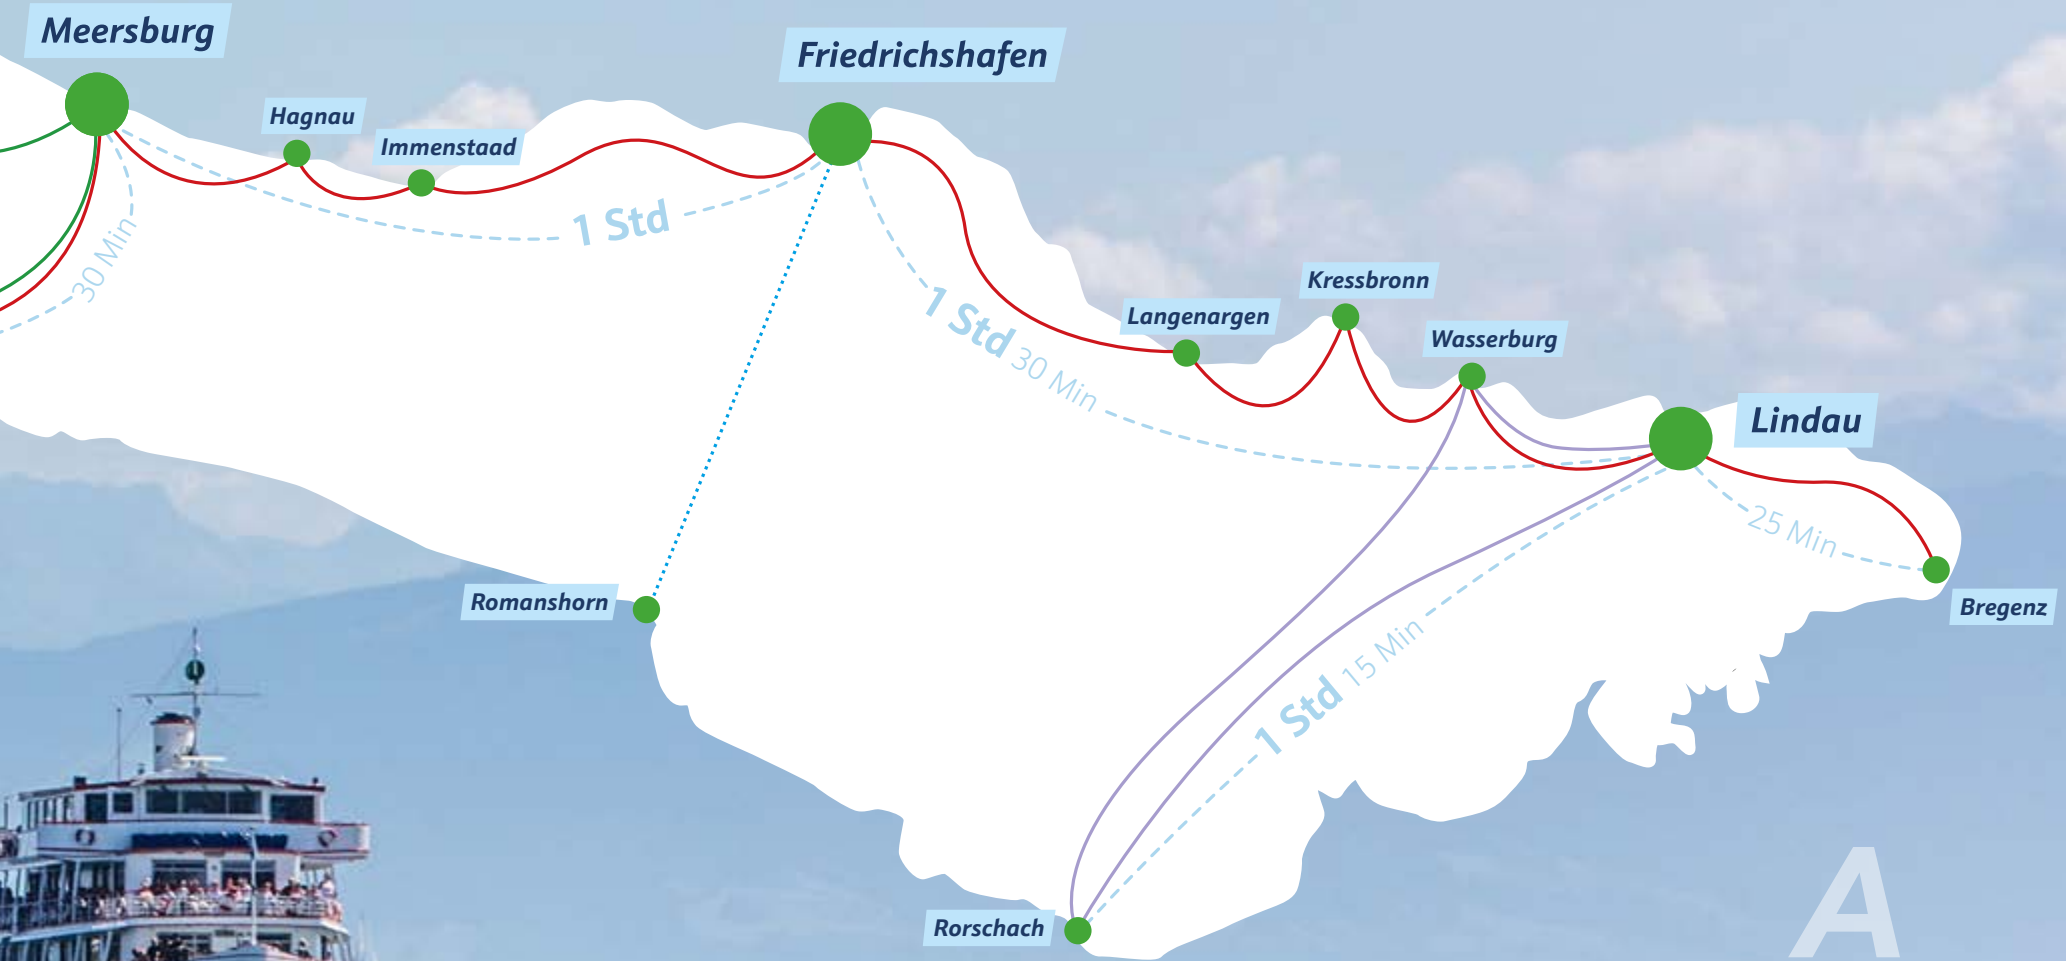 Meersburg
Friedrichshafen
Hagnau
Immenstaad
1 Std
30 Min
Kressbronn
Langenargen
Wasserburg
1 Std 30 Min
Lindau
25 Min
Romanshorn
Bregenz
1 Std 15 Min
Rorschach
A